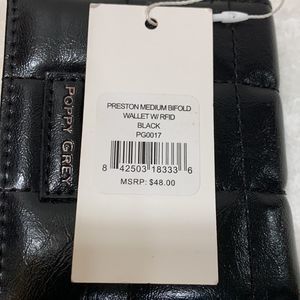 POPPY GREY
PRESTON MEDIUM BIFOLD
WALLET W/ RFID
BLACK
PG0017
8 42503 18333 6
MSRP: $48.00